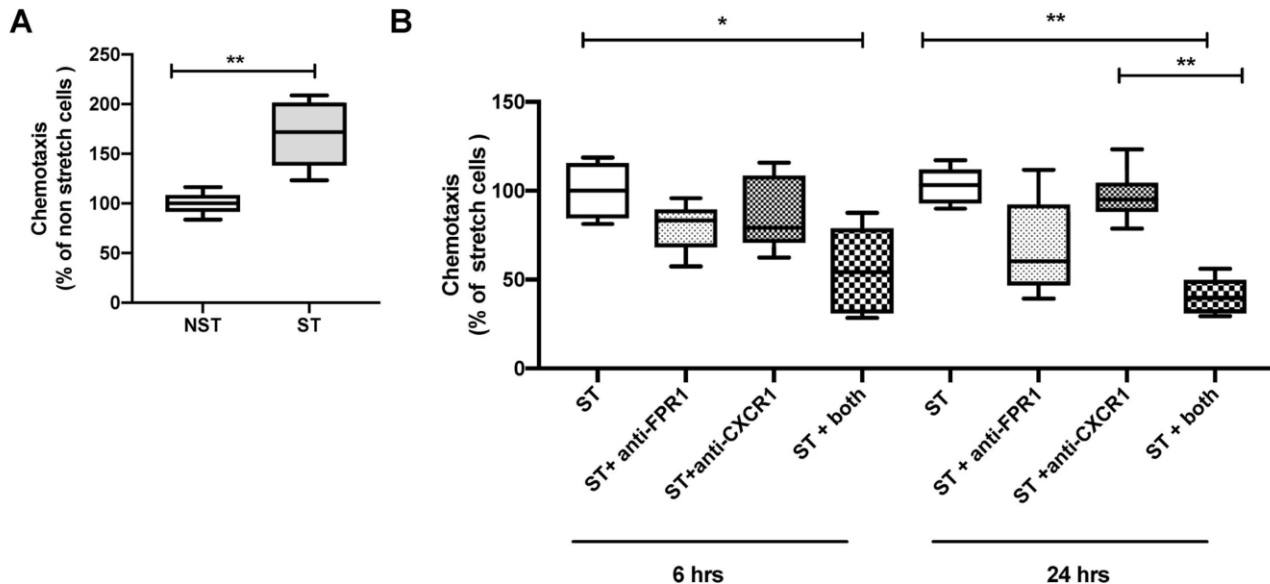 A
Chemotaxis
(% of non stretch cells )
250
200
150
100
50
0
**
NST
ST
B
Chemotaxis
(% of stretch cells )
150
100
50
0
*
**
**
ST
ST+ anti-FPR1
ST+anti-CXCR1
ST + both
ST
ST + anti-FPR1
ST +anti-CXCR1
ST + both
6 hrs
24 hrs